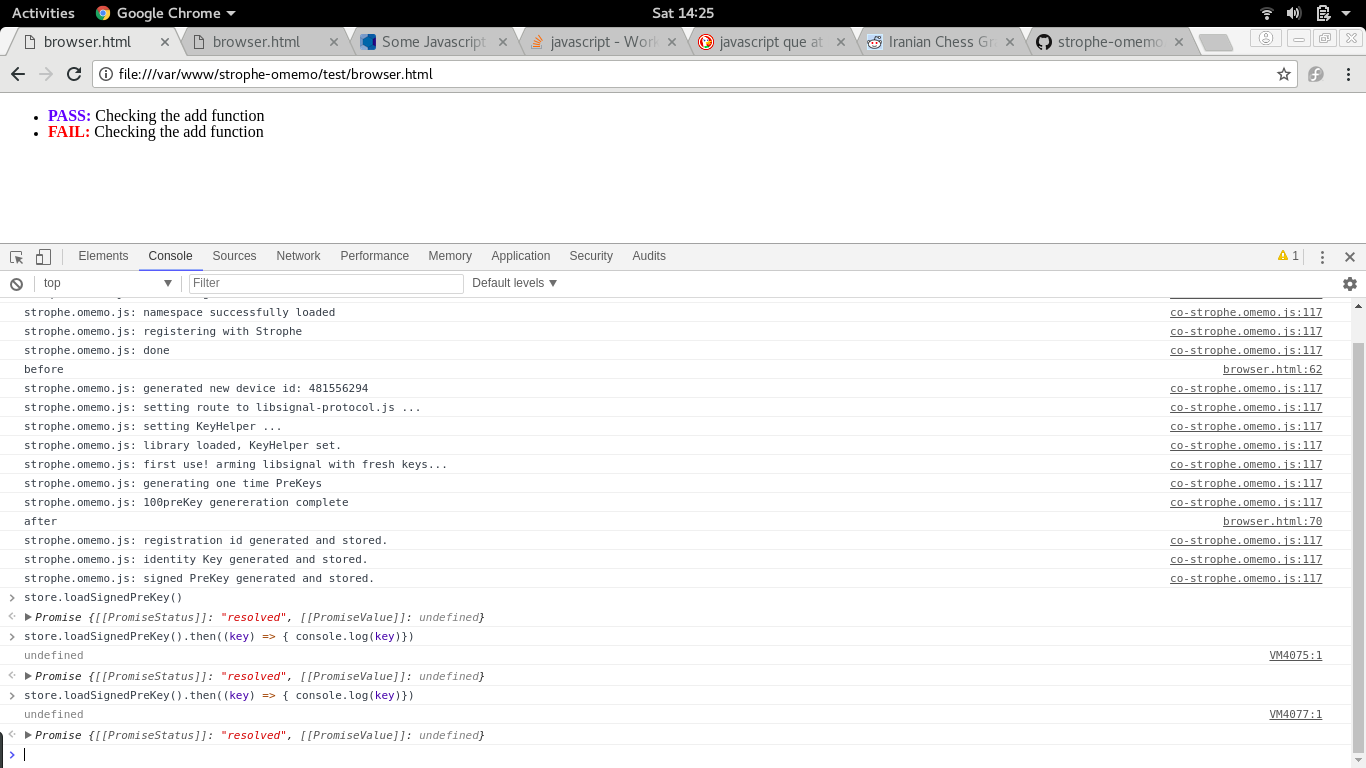 Activities Google Chrome Sat 14:25
browser.html browser.html Some Javascript javascript - Work javascript que at Iranian Chess Gra strophe-omemo
file:///var/www/strophe-omemo/test/browser.html
PASS: Checking the add function
FAIL: Checking the add function
Elements Console Sources Network Performance Memory Application Security Audits 1
top Filter Default levels
strophe.omemo.js: namespace successfully loaded co-strophe.omemo.js:117
strophe.omemo.js: registering with Strophe co-strophe.omemo.js:117
strophe.omemo.js: done co-strophe.omemo.js:117
before browser.html:62
strophe.omemo.js: generated new device id: 481556294 co-strophe.omemo.js:117
strophe.omemo.js: setting route to libsignal-protocol.js ... co-strophe.omemo.js:117
strophe.omemo.js: setting KeyHelper ... co-strophe.omemo.js:117
strophe.omemo.js: library loaded, KeyHelper set. co-strophe.omemo.js:117
strophe.omemo.js: first use! arming libsignal with fresh keys... co-strophe.omemo.js:117
strophe.omemo.js: generating one time PreKeys co-strophe.omemo.js:117
strophe.omemo.js: 100preKey genereration complete co-strophe.omemo.js:117
after browser.html:70
strophe.omemo.js: registration id generated and stored. co-strophe.omemo.js:117
strophe.omemo.js: identity Key generated and stored. co-strophe.omemo.js:117
strophe.omemo.js: signed PreKey generated and stored. co-strophe.omemo.js:117
store.loadSignedPreKey()
Promise {[[PromiseStatus]]: "resolved", [[PromiseValue]]: undefined}
store.loadSignedPreKey().then((key) => { console.log(key)})
undefined VM4075:1
Promise {[[PromiseStatus]]: "resolved", [[PromiseValue]]: undefined}
store.loadSignedPreKey().then((key) => { console.log(key)})
undefined VM4077:1
Promise {[[PromiseStatus]]: "resolved", [[PromiseValue]]: undefined}